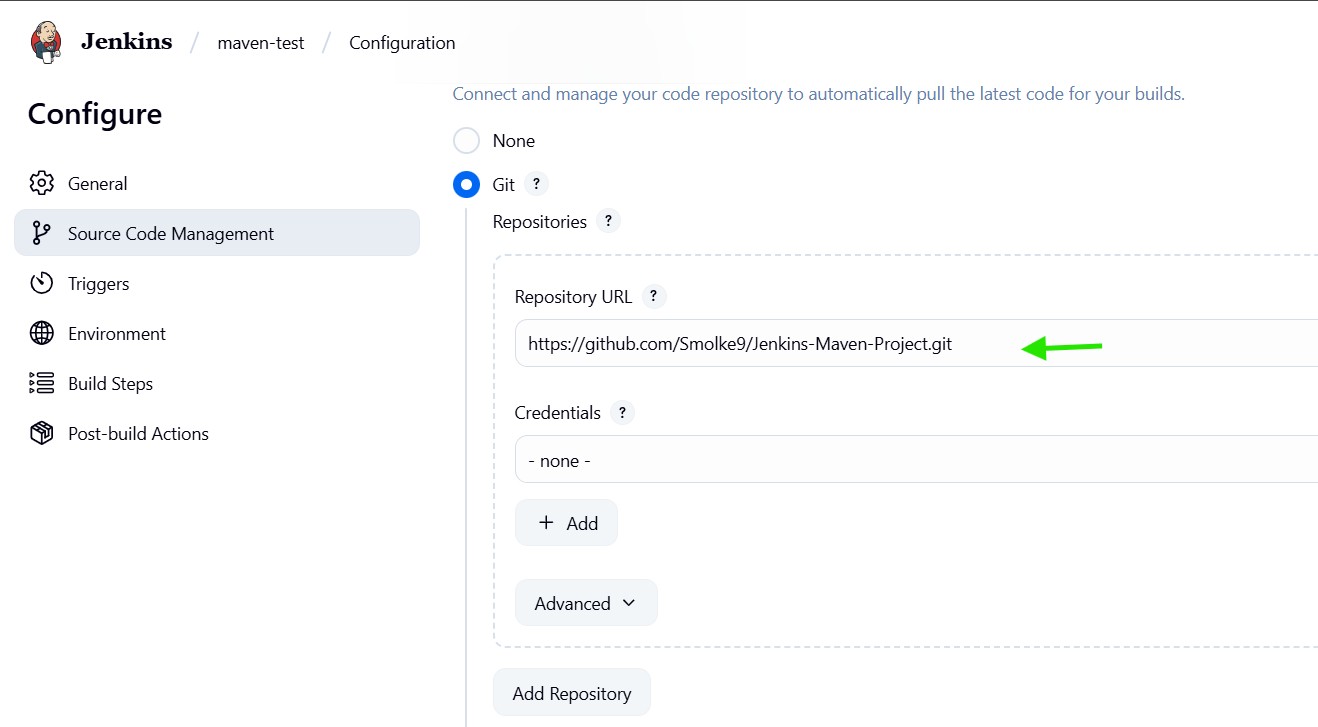 Jenkins / maven-test / Configuration
Configure
General
Source Code Management
Triggers
Environment
Build Steps
Post-build Actions
Connect and manage your code repository to automatically pull the latest code for your builds.
None
Git ?
Repositories ?
Repository URL ?
https://github.com/Smolke9/Jenkins-Maven-Project.git
Credentials ?
- none -
+ Add
Advanced
Add Repository